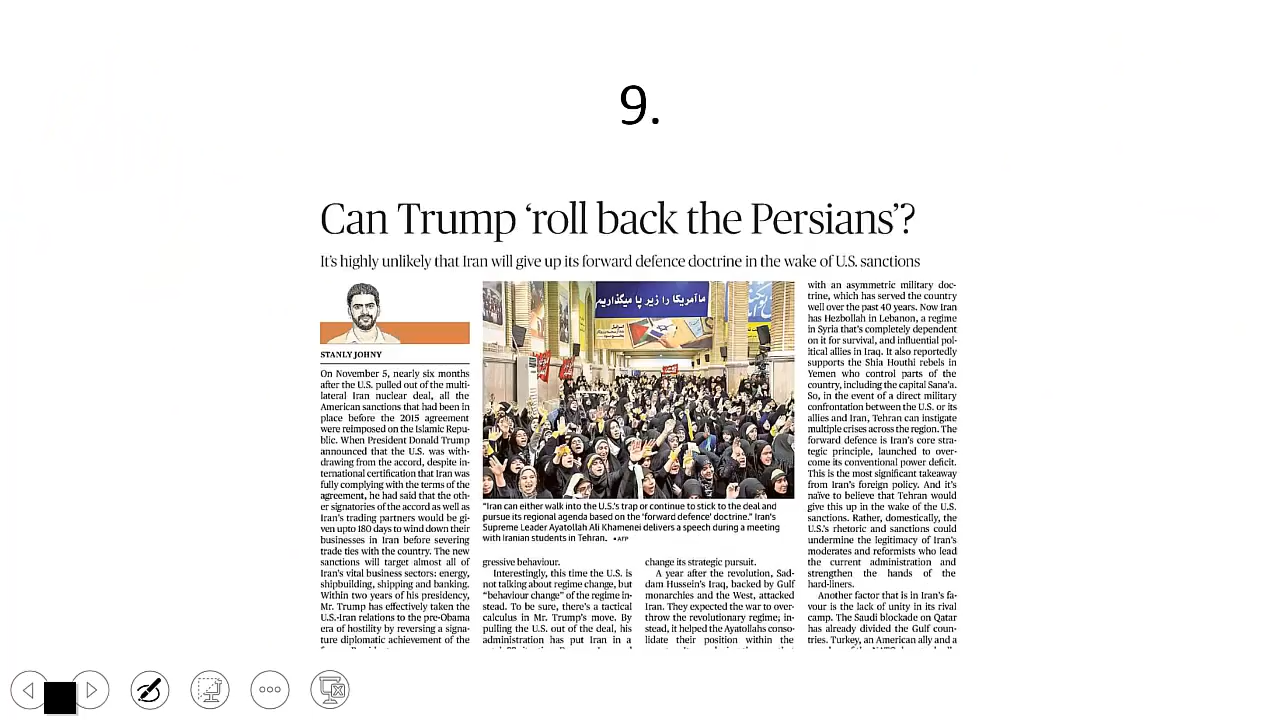 9.
Can Trump ‘roll back the Persians’?
It’s highly unlikely that Iran will give up its forward defence doctrine in the wake of U.S. sanctions
STANLY JOHNY
On November 5, nearly six months
after the U.S. pulled out of the multi-
lateral Iran nuclear deal, all the
American sanctions that had been in
place before the 2015 agreement
were reimposed on the Islamic Repu-
blic. When President Donald Trump
announced that the U.S. was with-
drawing from the accord, despite in-
ternational certification that Iran was
fully complying with the terms of the
agreement, he had said that the oth-
er signatories of the accord as well as
Iran’s trading partners would be gi-
ven upto 180 days to wind down their
businesses in Iran before severing
trade ties with the country. The new
sanctions will target almost all of
Iran’s vital business sectors: energy,
shipbuilding, shipping and banking.
Within two years of his presidency,
Mr. Trump has effectively taken the
U.S.-Iran relations to the pre-Obama
era of hostility by reversing a signa-
ture diplomatic achievement of the
ماآمریکا را زیر پا میگذاریم
“Iran can either walk into the U.S.’s trap or continue to stick to the deal and
pursue its regional agenda based on the ‘forward defence’ doctrine.” Iran’s
Supreme Leader Ayatollah Ali Khamenei delivers a speech during a meeting
with Iranian students in Tehran. • AFP
gressive behaviour.
Interestingly, this time the U.S. is
not talking about regime change, but
“behaviour change” of the regime in-
stead. To be sure, there’s a tactical
calculus in Mr. Trump’s move. By
pulling the U.S. out of the deal, his
administration has put Iran in a
change its strategic pursuit.
A year after the revolution, Sad-
dam Hussein’s Iraq, backed by Gulf
monarchies and the West, attacked
Iran. They expected the war to over-
throw the revolutionary regime; in-
stead, it helped the Ayatollahs conso-
lidate their position within the
with an asymmetric military doc-
trine, which has served the country
well over the past 40 years. Now Iran
has Hezbollah in Lebanon, a regime
in Syria that’s completely dependent
on it for survival, and influential pol-
itical allies in Iraq. It also reportedly
supports the Shia Houthi rebels in
Yemen who control parts of the
country, including the capital Sana’a.
So, in the event of a direct military
confrontation between the U.S. or its
allies and Iran, Tehran can instigate
multiple crises across the region. The
forward defence is Iran’s core stra-
tegic principle, launched to over-
come its conventional power deficit.
This is the most significant takeaway
from Iran’s foreign policy. And it’s
naïve to believe that Tehran would
give this up in the wake of the U.S.
sanctions. Rather, domestically, the
U.S.’s rhetoric and sanctions could
undermine the legitimacy of Iran’s
moderates and reformists who lead
the current administration and
strengthen the hands of the
hard-liners.
Another factor that is in Iran’s fa-
vour is the lack of unity in its rival
camp. The Saudi blockade on Qatar
has already divided the Gulf coun-
tries. Turkey, an American ally and a